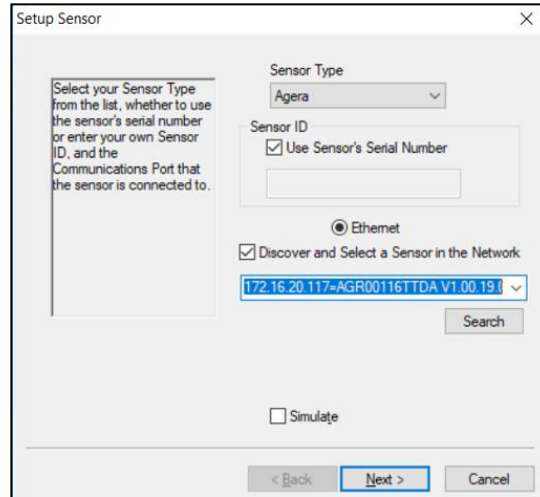 Setup Sensor
Select your Sensor Type
from the list, whether to use
the sensor's serial number
or enter your own Sensor
ID, and the
Communications Port that
the sensor is connected to.
Sensor Type
Agera
Sensor ID
Use Sensor's Serial Number
Ethernet
Discover and Select a Sensor in the Network
172.16.20.117=AGR00116TTDA V1.00.19.(
Search
Simulate
< Back
Next >
Cancel